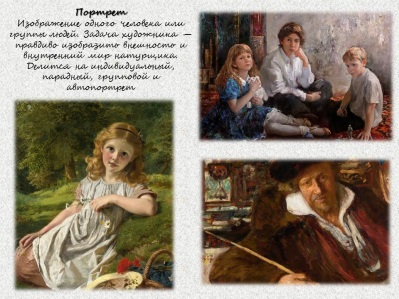 Портрет
Изображение одного человека или
группы людей. Задача художника —
правдиво изобразить внешность и
внутренний мир натурщика.
Делится на индивидуальный,
парадный, групповой и
автопортрет